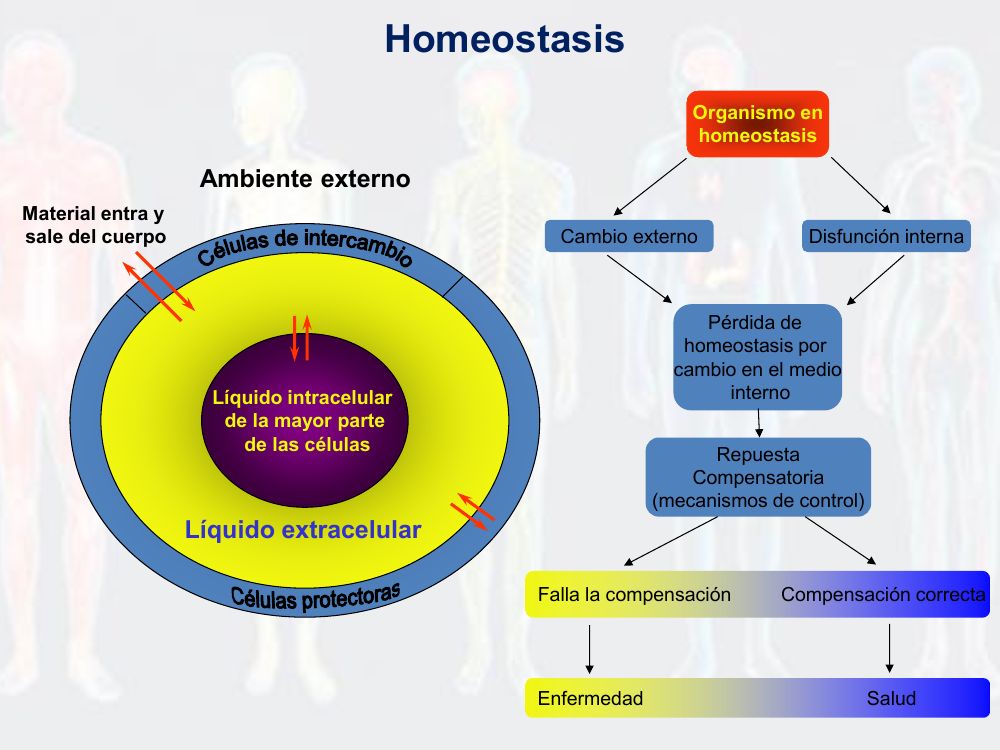 Homeostasis
Ambiente externo
Material entra y
sale del cuerpo
Células de intercambio
Líquido intracelular
de la mayor parte
de las células
Líquido extracelular
Células protectoras
Organismo en
homeostasis
Cambio externo
Disfunción interna
Pérdida de
homeostasis por
cambio en el medio
interno
Repuesta
Compensatoria
(mecanismos de control)
Falla la compensación
Compensación correcta
Enfermedad
Salud